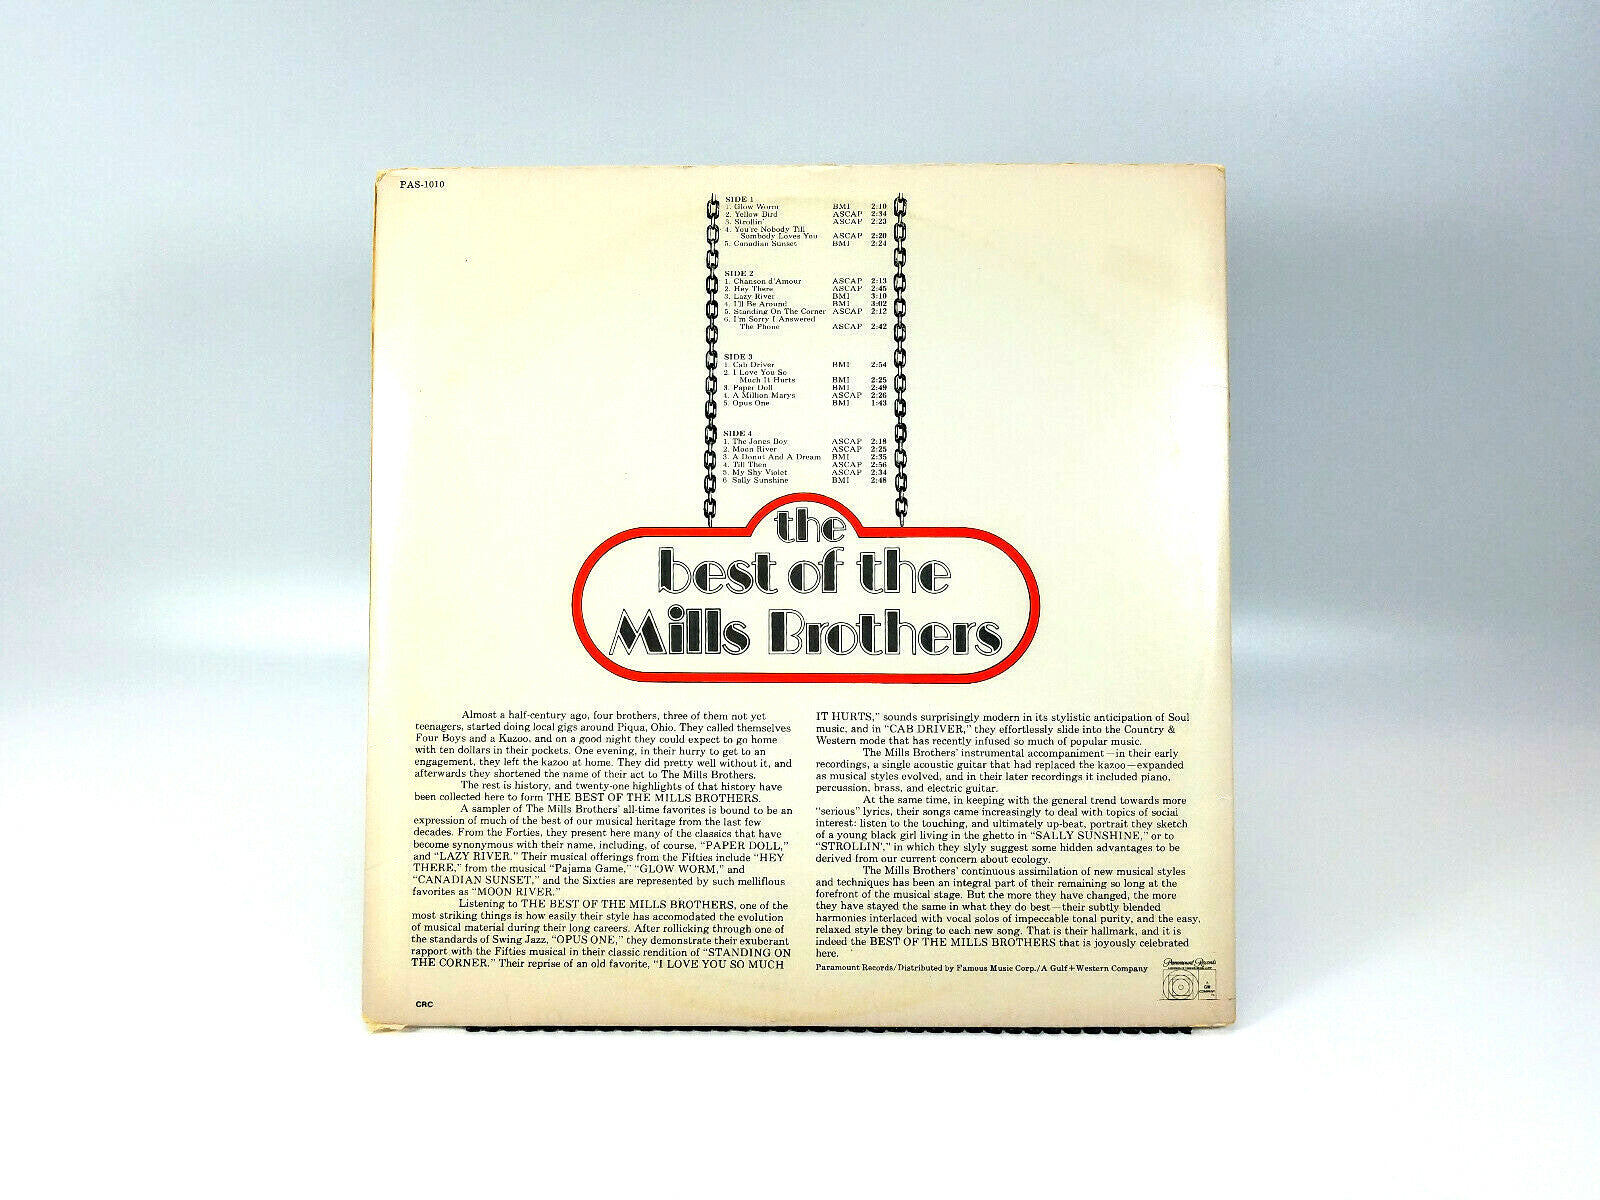 PAS-1010
SIDE 1
1. Glow Worm BMI 2:10
2. Yellow Bird ASCAP 2:34
3. Strollin' ASCAP 2:23
4. You're Nobody Till
Sombody Loves You ASCAP 2:20
5. Canadian Sunset BMI 2:24
SIDE 2
1. Chanson d'Amour ASCAP 2:13
2. Hey There ASCAP 2:45
3. Lazy River BMI 3:10
4. I'll Be Around BMI 3:02
5. Standing On The Corner ASCAP 2:12
6. I'm Sorry I Answered
The Phone ASCAP 2:42
SIDE 3
1. Cab Driver BMI 2:54
2. I Love You So
Much It Hurts BMI 2:25
3. Paper Doll BMI 2:49
4. A Million Marys ASCAP 2:26
5. Opus One BMI 1:43
SIDE 4
1. The Jones Boy ASCAP 2:18
2. Moon River ASCAP 2:25
3. A Donut And A Dream BMI 2:35
4. Till Then ASCAP 2:56
5. My Shy Violet ASCAP 2:34
6 Sally Sunshine BMI 2:48
the
best of the
Mills Brothers
Almost a half-century ago, four brothers, three of them not yet
teenagers, started doing local gigs around Piqua, Ohio. They called themselves
Four Boys and a Kazoo, and on a good night they could expect to go home
with ten dollars in their pockets. One evening, in their hurry to get to an
engagement, they left the kazoo at home. They did pretty well without it, and
afterwards they shortened the name of their act to The Mills Brothers.
The rest is history, and twenty-one highlights of that history have
been collected here to form THE BEST OF THE MILLS BROTHERS.
A sampler of The Mills Brothers' all-time favorites is bound to be an
expression of much of the best of our musical heritage from the last few
decades. From the Forties, they present here many of the classics that have
become synonymous with their name, including, of course, "PAPER DOLL,"
and "LAZY RIVER." Their musical offerings from the Fifties include "HEY
THERE," from the musical "Pajama Game," "GLOW WORM," and
"CANADIAN SUNSET," and the Sixties are represented by such melliflous
favorites as "MOON RIVER."
Listening to THE BEST OF THE MILLS BROTHERS, one of the
most striking things is how easily their style has accomodated the evolution
of musical material during their long careers. After rollicking through one of
the standards of Swing Jazz, "OPUS ONE," they demonstrate their exuberant
rapport with the Fifties musical in their classic rendition of "STANDING ON
THE CORNER." Their reprise of an old favorite, "I LOVE YOU SO MUCH
IT HURTS," sounds surprisingly modern in its stylistic anticipation of Soul
music, and in "CAB DRIVER," they effortlessly slide into the Country &
Western mode that has recently infused so much of popular music.
The Mills Brothers' instrumental accompaniment—in their early
recordings, a single acoustic guitar that had replaced the kazoo—expanded
as musical styles evolved, and in their later recordings it included piano,
percussion, brass, and electric guitar.
At the same time, in keeping with the general trend towards more
"serious" lyrics, their songs came increasingly to deal with topics of social
interest: listen to the touching, and ultimately up-beat, portrait they sketch
of a young black girl living in the ghetto in "SALLY SUNSHINE," or to
"STROLLIN'," in which they slyly suggest some hidden advantages to be
derived from our current concern about ecology.
The Mills Brothers' continuous assimilation of new musical styles
and techniques has been an integral part of their remaining so long at the
forefront of the musical stage. But the more they have changed, the more
they have stayed the same in what they do best—their subtly blended
harmonies interlaced with vocal solos of impeccable tonal purity, and the easy,
relaxed style they bring to each new song. That is their hallmark, and it is
indeed the BEST OF THE MILLS BROTHERS that is joyously celebrated
here.
Paramount Records/Distributed by Famous Music Corp./A Gulf+Western Company
Paramount Records
CRC